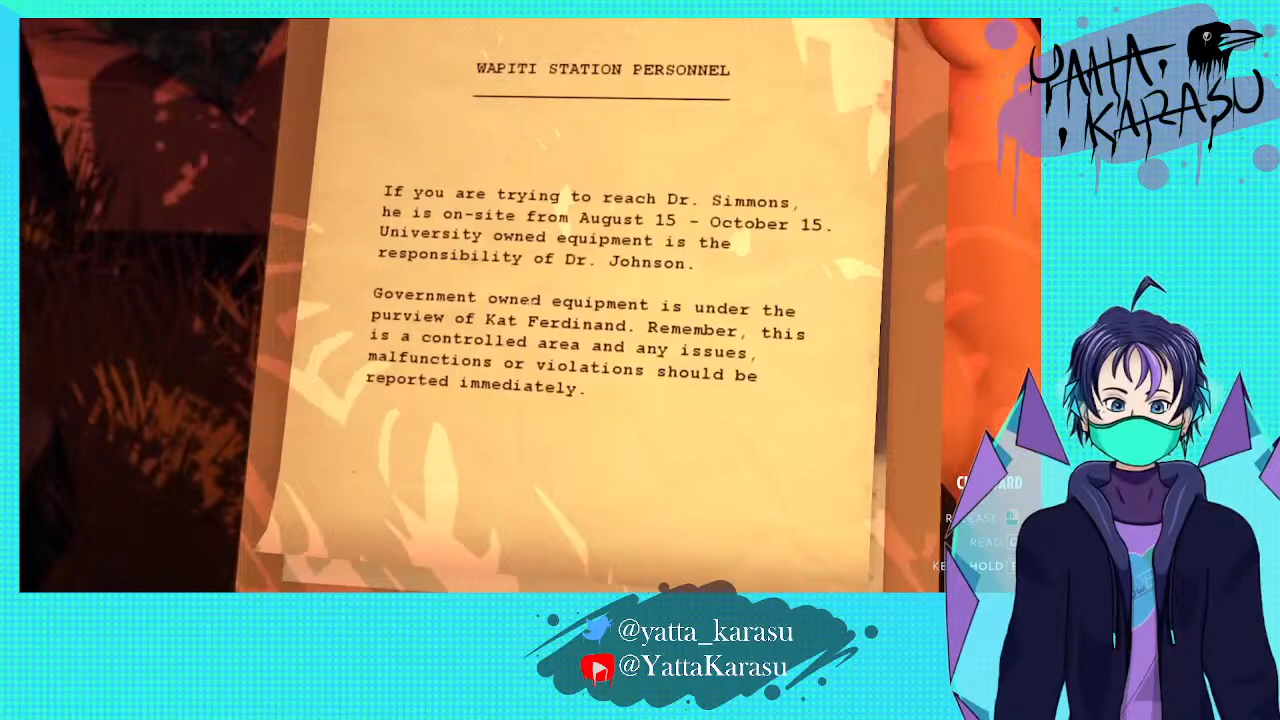 WAPITI STATION PERSONNEL
If you are trying to reach Dr. Simmons,
he is on-site from August 15 - October 15.
University owned equipment is the
responsibility of Dr. Johnson.
Government owned equipment is under the
purview of Kat Ferdinand. Remember, this
is a controlled area and any issues,
malfunctions or violations should be
reported immediately.
READ
HOLD
YATTA
KARASU
@yatta_karasu
@YattaKarasu